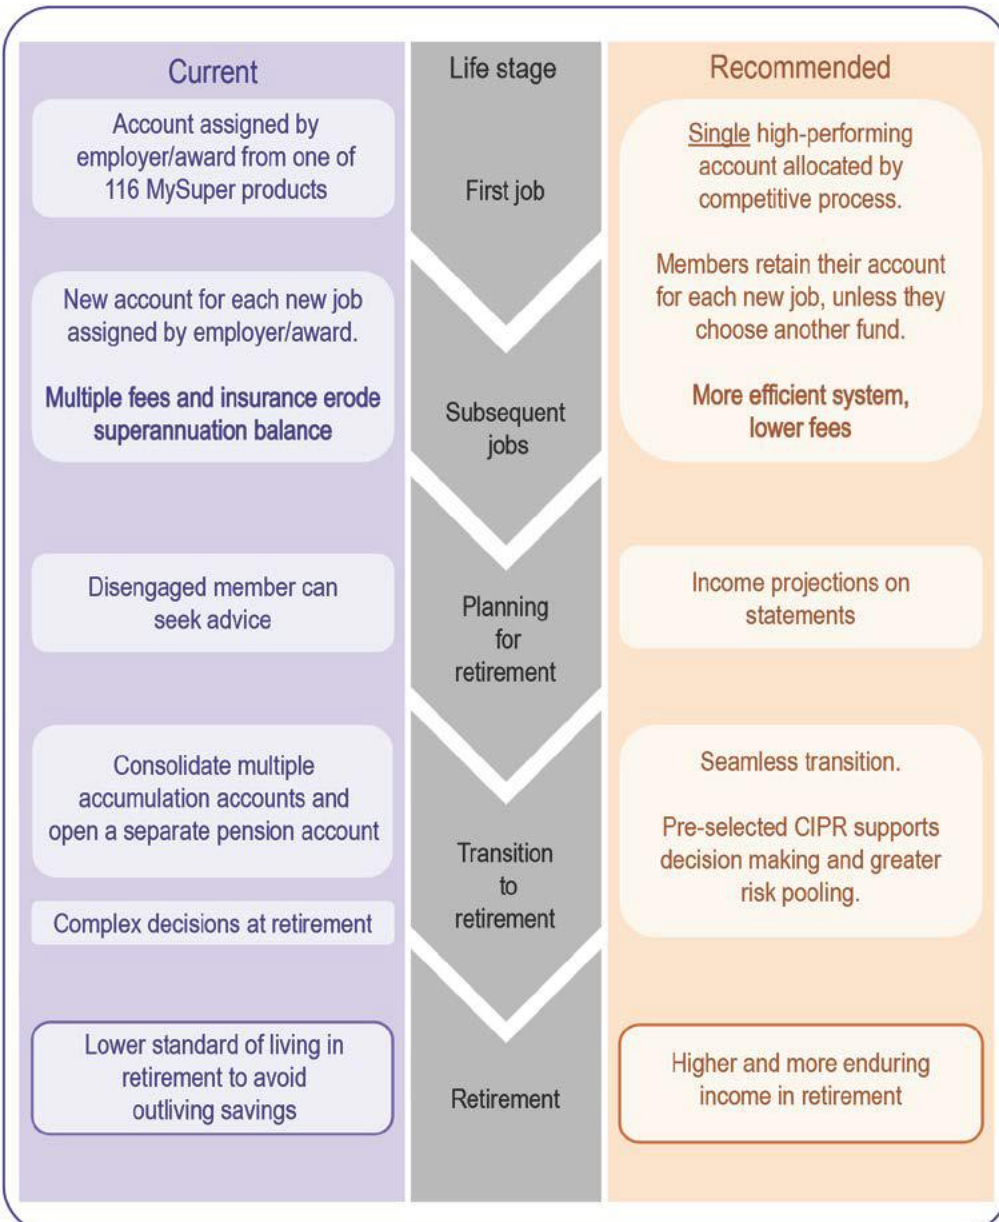 Current
Account assigned by
employer/award from one of
116 MySuper products
New account for each new job
assigned by employer/award.
Multiple fees and insurance erode
superannuation balance
Disengaged member can
seek advice
Consolidate multiple
accumulation accounts and
open a separate pension account
Complex decisions at retirement
Lower standard of living in
retirement to avoid
outliving savings
Life stage
First job
Subsequent
jobs
Planning
for
retirement
Transition
to
retirement
Retirement
Recommended
Single high-performing
account allocated by
competitive process.
Members retain their account
for each new job, unless they
choose another fund.
More efficient system,
lower fees
Income projections on
statements
Seamless transition.
Pre-selected CIPR supports
decision making and greater
risk pooling.
Higher and more enduring
income in retirement